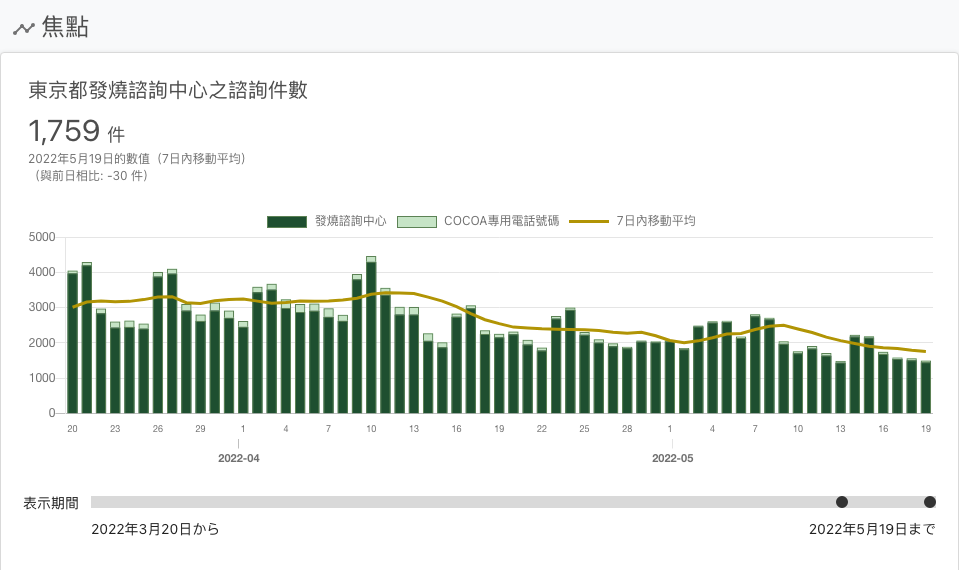 焦點
東京都發燒諮詢中心之諮詢件數
1,759 件
2022年5月19日的數值（7日內移動平均）
（與前日相比: -30 件）
發燒諮詢中心 COCOA專用電話號碼 7日內移動平均
5000
4000
3000
2000
1000
0
20 23 26 29 1 4 7 10 13 16 19 22 25 28 1 4 7 10 13 16 19
2022-04 2022-05
表示期間
2022年3月20日から 2022年5月19日まで